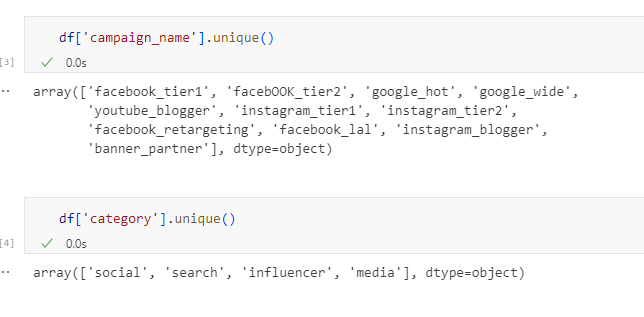 df['campaign_name'].unique()
[3] ✓ 0.0s
·· array(['facebook_tier1', 'facebOOK_tier2', 'google_hot', 'google_wide',
'youtube_blogger', 'instagram_tier1', 'instagram_tier2',
'facebook_retargeting', 'facebook_lal', 'instagram_blogger',
'banner_partner'], dtype=object)
df['category'].unique()
[4] ✓ 0.0s
·· array(['social', 'search', 'influencer', 'media'], dtype=object)